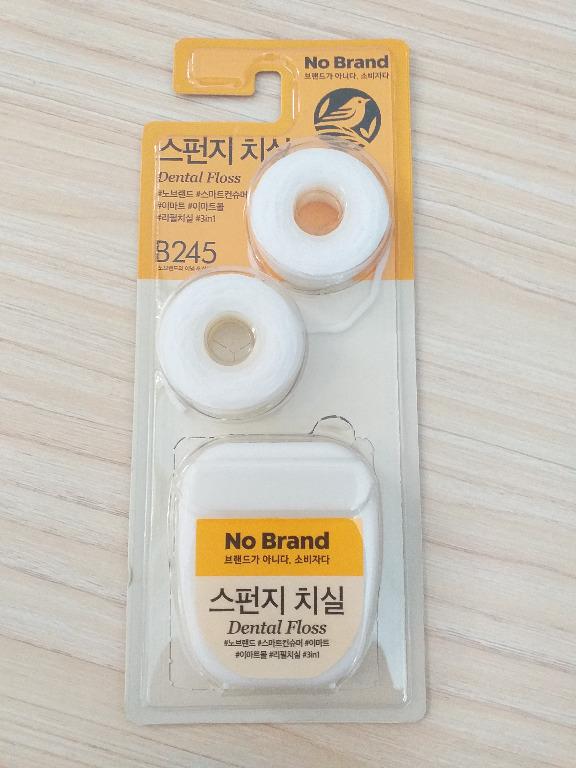 No Brand
브랜드가 아니다. 소비자다
스펀지 치실
Dental Floss
#노브랜드 #스마트컨슈머
#이마트 #이마트몰
#리필치실 #3in1
B245
No Brand
브랜드가 아니다. 소비자다
스펀지 치실
Dental Floss
#노브랜드 #스마트컨슈머 #이마트
#이마트몰 #리필치실 #3in1